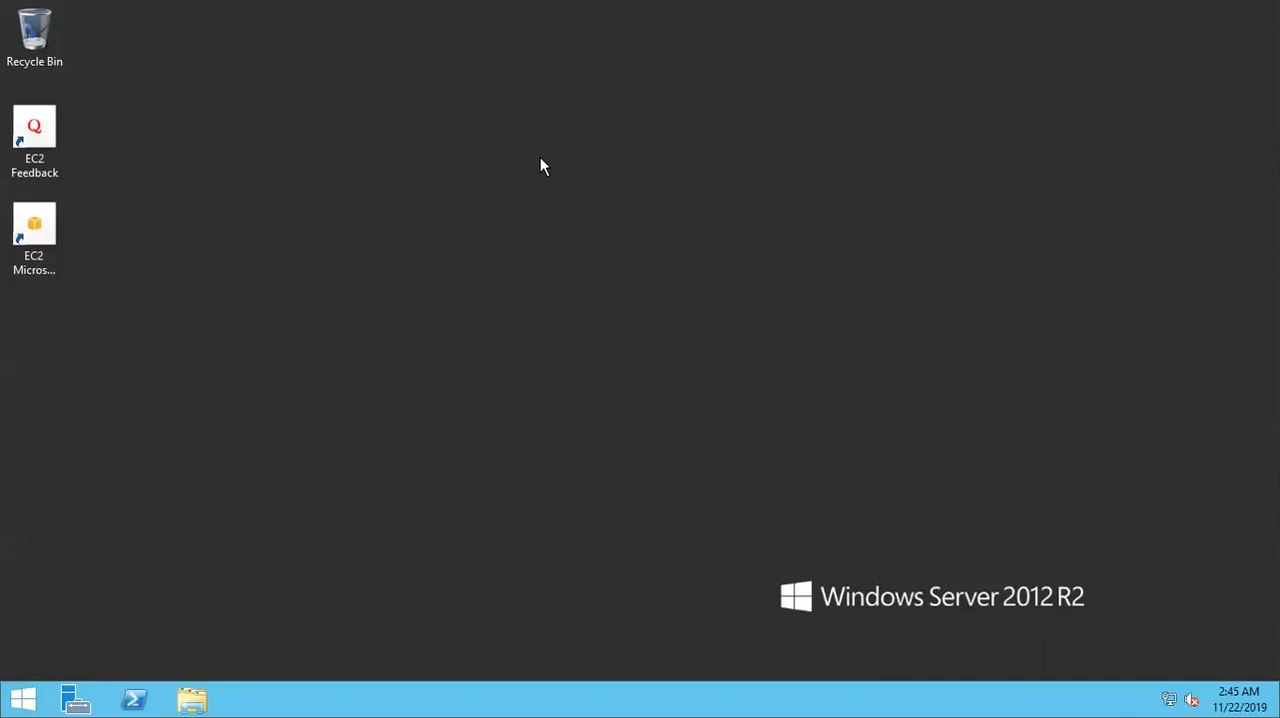 Recycle Bin
Q
EC2
Feedback
EC2
Micros...
Windows Server 2012 R2
2:45 AM
11/22/2019